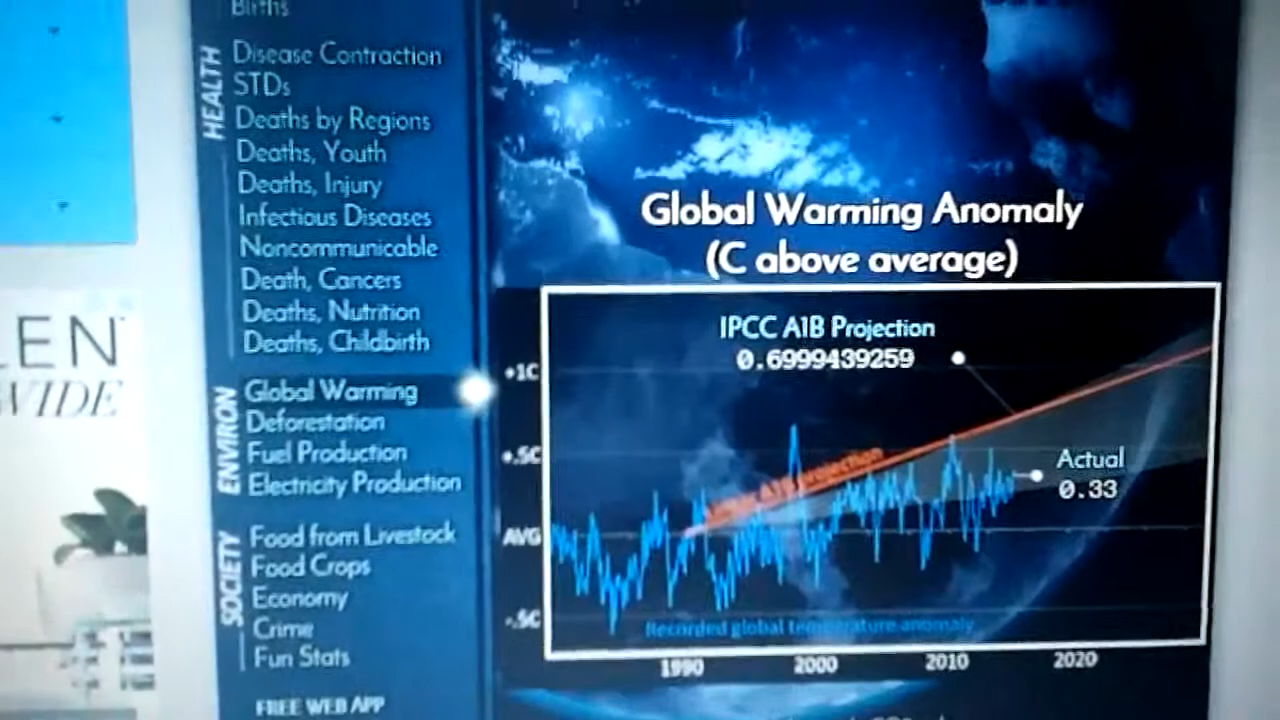 Births
HEALTH
Disease Contraction
STDs
Deaths by Regions
Deaths, Youth
Deaths, Injury
Infectious Diseases
Noncommunicable
Death, Cancers
Deaths, Nutrition
Deaths, Childbirth
ENVIRON
Global Warming
Deforestation
Fuel Production
Electricity Production
SOCIETY
Food from Livestock
Food Crops
Economy
Crime
Fun Stats
FREE WEB APP
LEN
WIDE
Global Warming Anomaly
(C above average)
IPCC A1B Projection
0.6999439259
+1C
+.5C
AVG
-.5C
A1B projection
Actual
0.33
Recorded global temperature anomaly
1990
2000
2010
2020